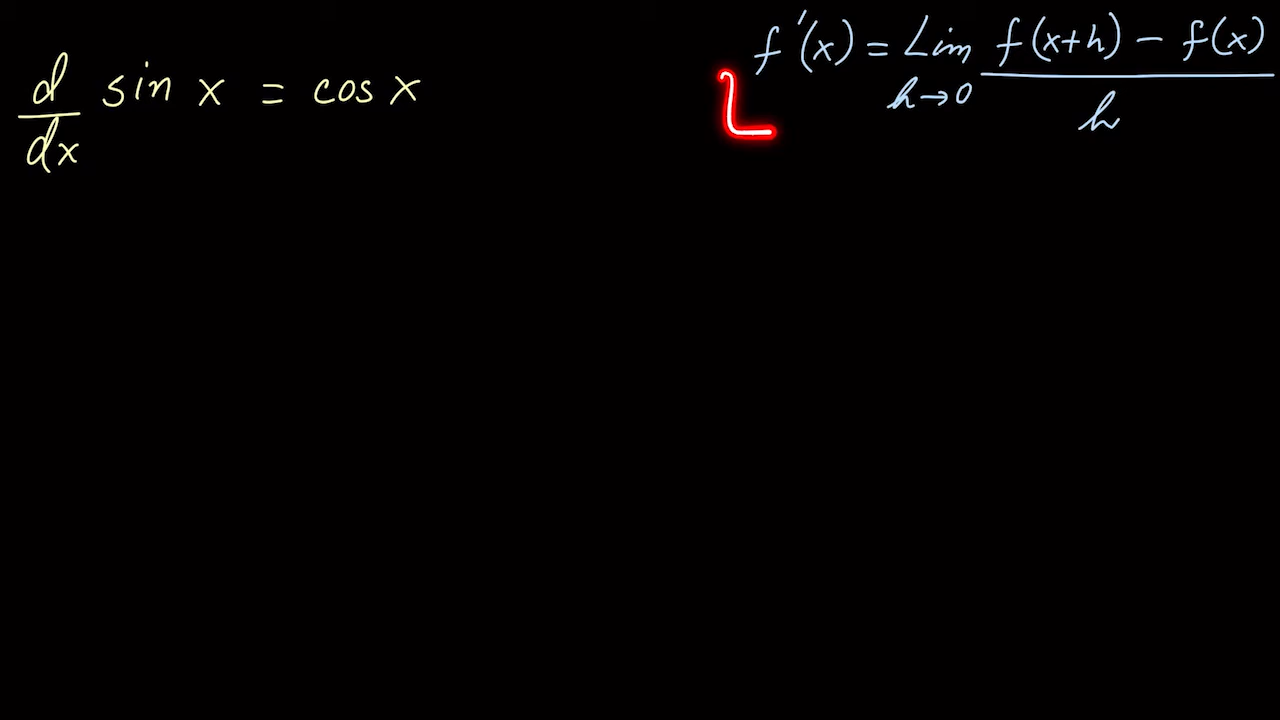 d/dx sin x = cos x
f'(x) = Lim h→0 f(x+h) - f(x) / h